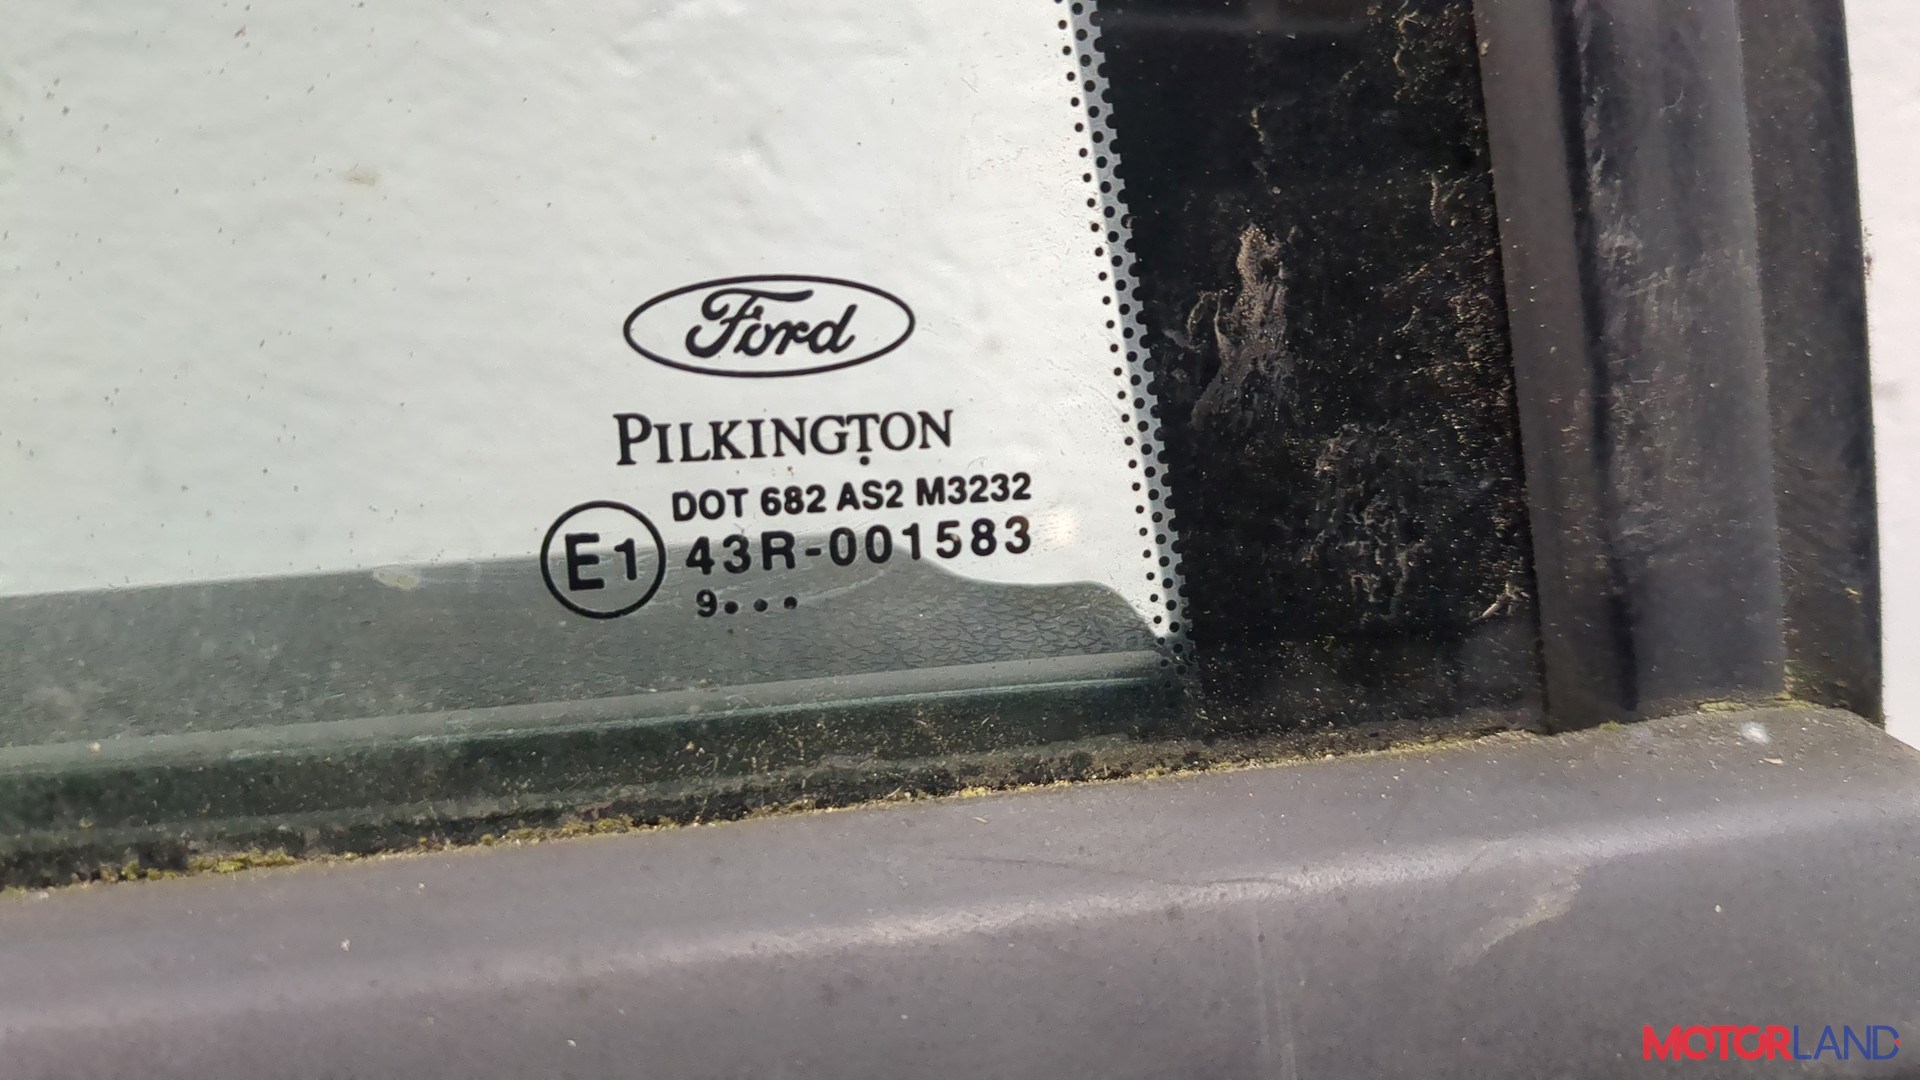 Ford
PILKINGTON
DOT 682 AS2 M3232
E1 43R-001583
9•••
MOTORLAND